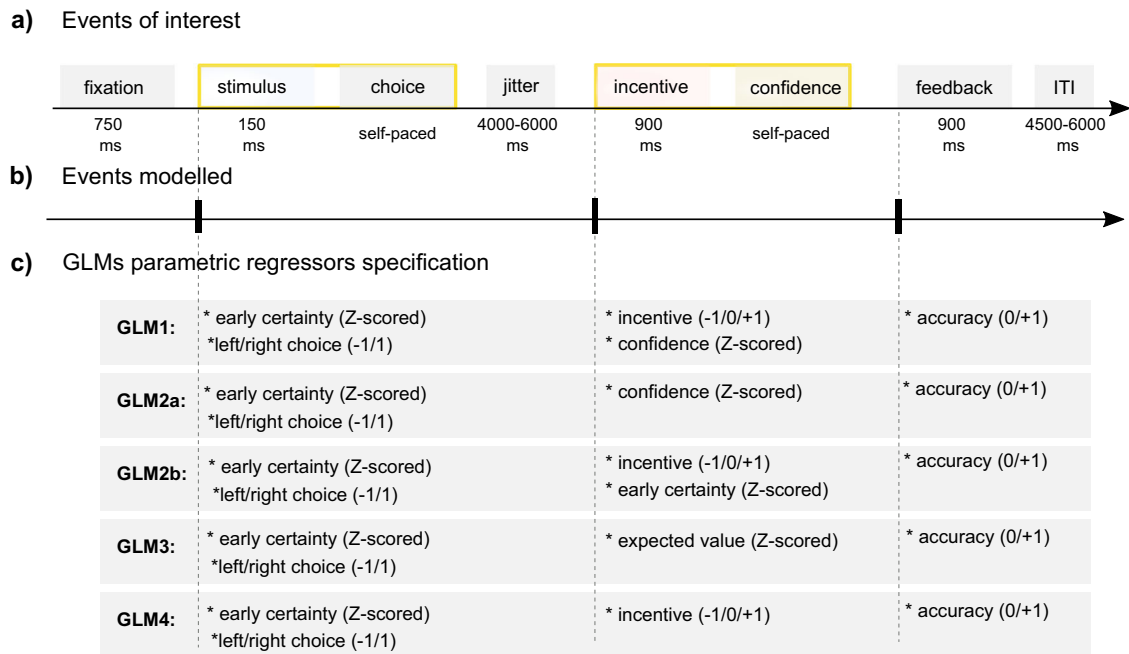 a) Events of interest
fixation stimulus choice jitter incentive confidence feedback ITI
750 ms 150 ms self-paced 4000-6000 ms 900 ms self-paced 900 ms 4500-6000 ms
b) Events modelled
c) GLMs parametric regressors specification
GLM1: * early certainty (Z-scored) * incentive (-1/0/+1) * accuracy (0/+1)
*left/right choice (-1/1) * confidence (Z-scored)
GLM2a: * early certainty (Z-scored) * confidence (Z-scored) * accuracy (0/+1)
*left/right choice (-1/1)
GLM2b: * early certainty (Z-scored) * incentive (-1/0/+1) * accuracy (0/+1)
*left/right choice (-1/1) * early certainty (Z-scored)
GLM3: * early certainty (Z-scored) * expected value (Z-scored) * accuracy (0/+1)
*left/right choice (-1/1)
GLM4: * early certainty (Z-scored) * incentive (-1/0/+1) * accuracy (0/+1)
*left/right choice (-1/1)